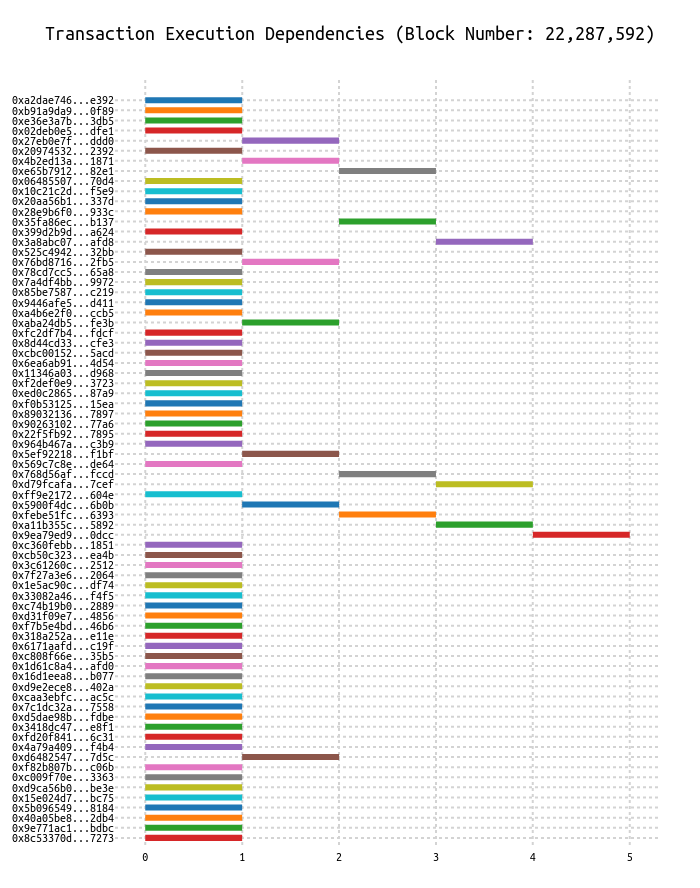 Transaction Execution Dependencies (Block Number: 22,287,592)
0xa2dae746...e392
0xb91a9da9...0f89
0xe36e3a7b...3db5
0x02deb0e5...dfe1
0x27eb0e7f...ddd0
0x20974532...2392
0x4b2ed13a...1871
0xe65b7912...82e1
0x06485507...70d4
0x10c21c2d...f5e9
0x20aa56b1...337d
0x28e9b6f0...933c
0x35fa86ec...b137
0x399d2b9d...a624
0x3a8abc07...afd8
0x525c4942...32bb
0x76bd8716...2fb5
0x78cd7cc5...65a8
0x7a4df4bb...9972
0x85be7587...c219
0x9446afe5...d411
0xa4b6e2f0...ccb5
0xaba24db5...fe3b
0xfc2df7b4...fdcf
0x8d44cd33...cfe3
0xcbc00152...5acd
0x6ea6ab91...4d54
0x11346a03...d968
0xf2def0e9...3723
0xed0c2865...87a9
0xf0b53125...15ea
0x89032136...7897
0x90263102...77a6
0x22f5fb92...7895
0x964b467a...c3b9
0x5ef92218...f1bf
0x569c7c8e...de64
0x768d56af...fccd
0xd79fcafa...7cef
0xff9e2172...604e
0x5900f4dc...6b0b
0xfebe51fc...6393
0xa11b355c...5892
0x9ea79ed9...0dcc
0xc360febb...1851
0xcb50c323...ea4b
0x3c61260c...2512
0x7f27a3e6...2064
0x1e5ac90c...df74
0x33082a46...f4f5
0xc74b19b0...2889
0xd31f09e7...4856
0xf7b5e4bd...46b6
0x318a252a...e11e
0x6171aafd...c19f
0xc808f66e...35b5
0x1d61c8a4...afd0
0x16d1eea8...b077
0xd9e2ece8...402a
0xcaa3ebfc...ac5c
0x7c1dc32a...7558
0xd5dae98b...fdbe
0x3418dc47...e8f1
0xfd20f841...6c31
0x4a79a409...f4b4
0xd6482547...7d5c
0xf82b807b...c06b
0xc009f70e...3363
0xd9ca56b0...be3e
0x15e024d7...bc75
0x5b096549...8184
0x40a05be8...2db4
0x9e771ac1...bdbc
0x8c53370d...7273
0 1 2 3 4 5